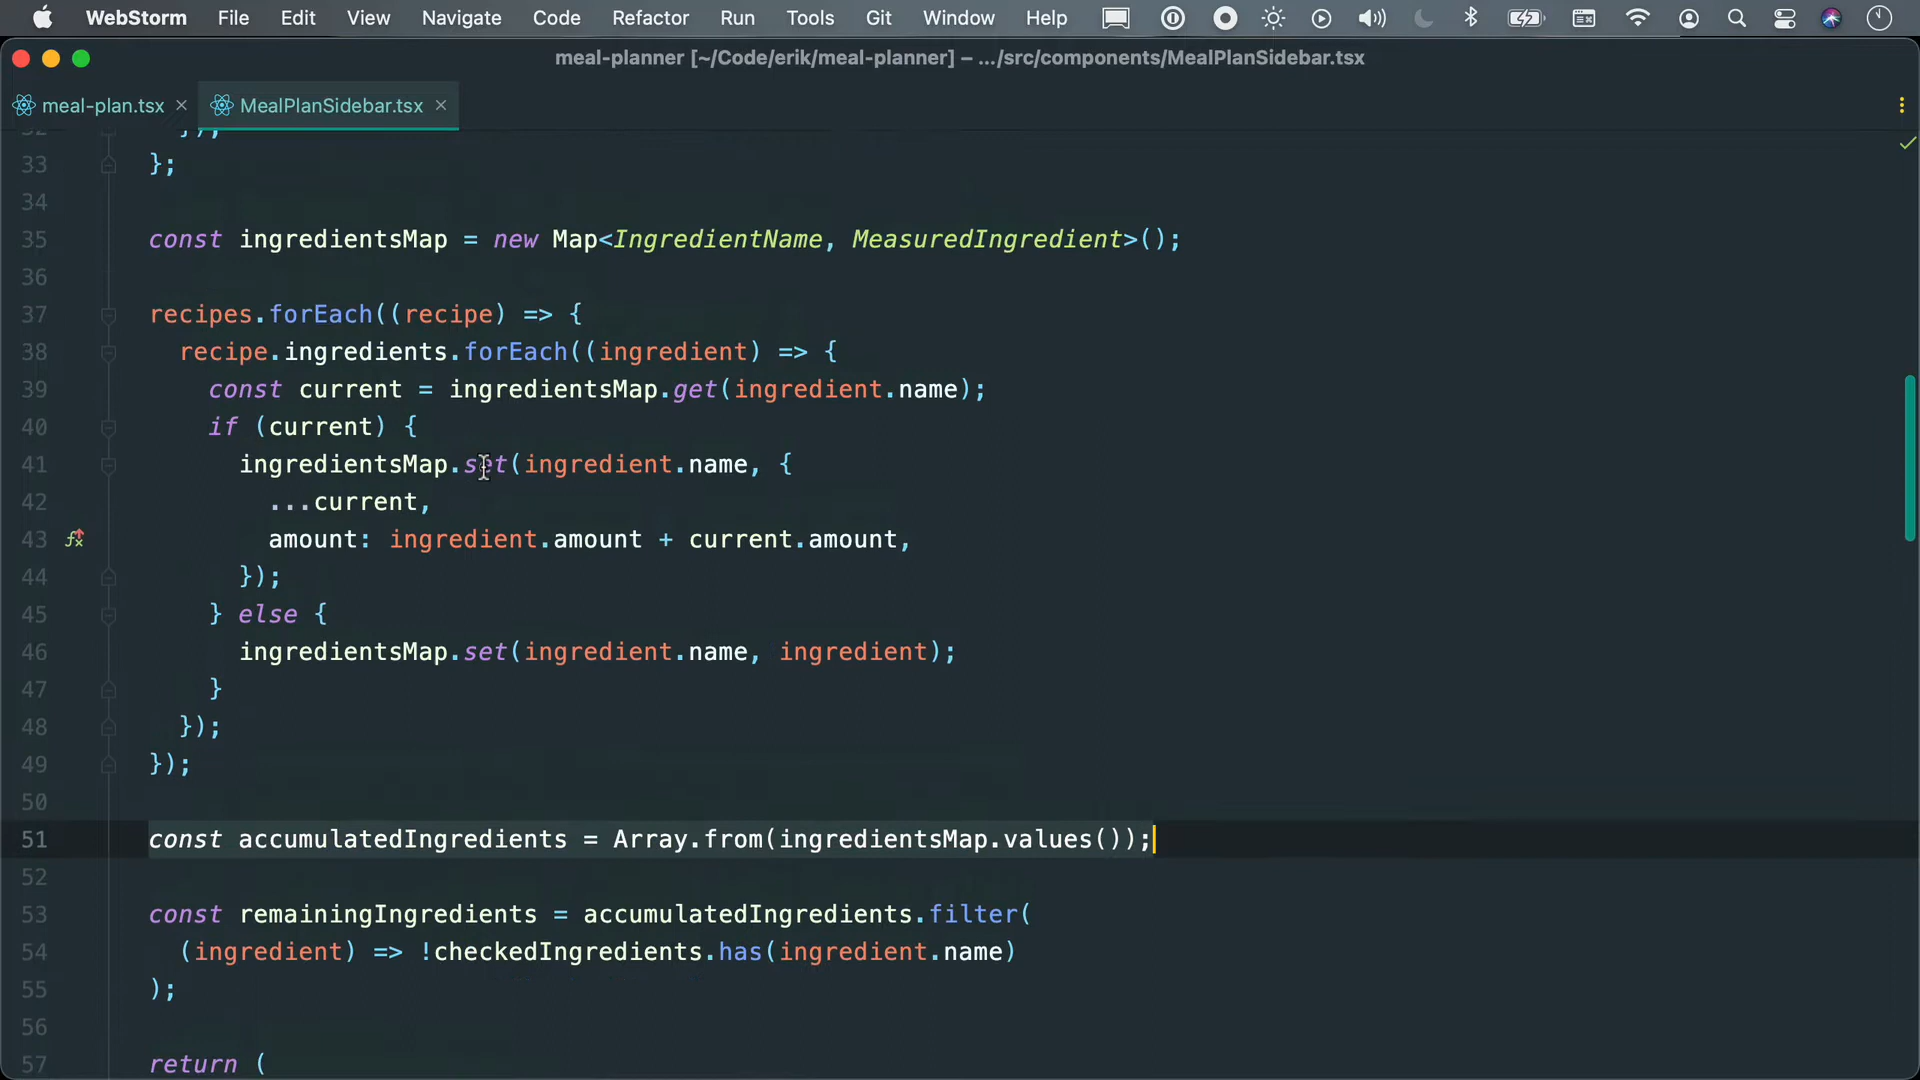 WebStorm File Edit View Navigate Code Refactor Run Tools Git Window Help
meal-planner [~/Code/erik/meal-planner] – .../src/components/MealPlanSidebar.tsx
meal-plan.tsx MealPlanSidebar.tsx
32 });
33 };
34
35 const ingredientsMap = new Map<IngredientName, MeasuredIngredient>();
36
37 recipes.forEach((recipe) => {
38 recipe.ingredients.forEach((ingredient) => {
39 const current = ingredientsMap.get(ingredient.name);
40 if (current) {
41 ingredientsMap.set(ingredient.name, {
42 ...current,
43 amount: ingredient.amount + current.amount,
44 });
45 } else {
46 ingredientsMap.set(ingredient.name, ingredient);
47 }
48 });
49 });
50
51 const accumulatedIngredients = Array.from(ingredientsMap.values());
52
53 const remainingIngredients = accumulatedIngredients.filter(
54 (ingredient) => !checkedIngredients.has(ingredient.name)
55 );
56
57 return (